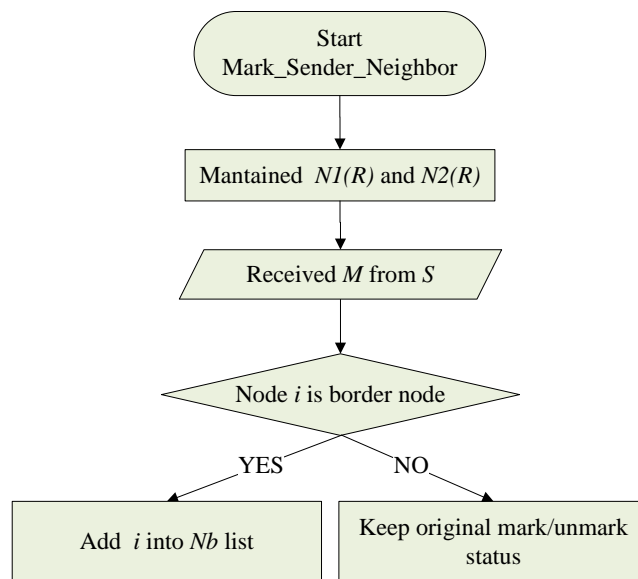 Start
Mark_Sender_Neighbor
Mantained N1(R) and N2(R)
Received M from S
Node i is border node
YES
NO
Add i into Nb list
Keep original mark/unmark
status